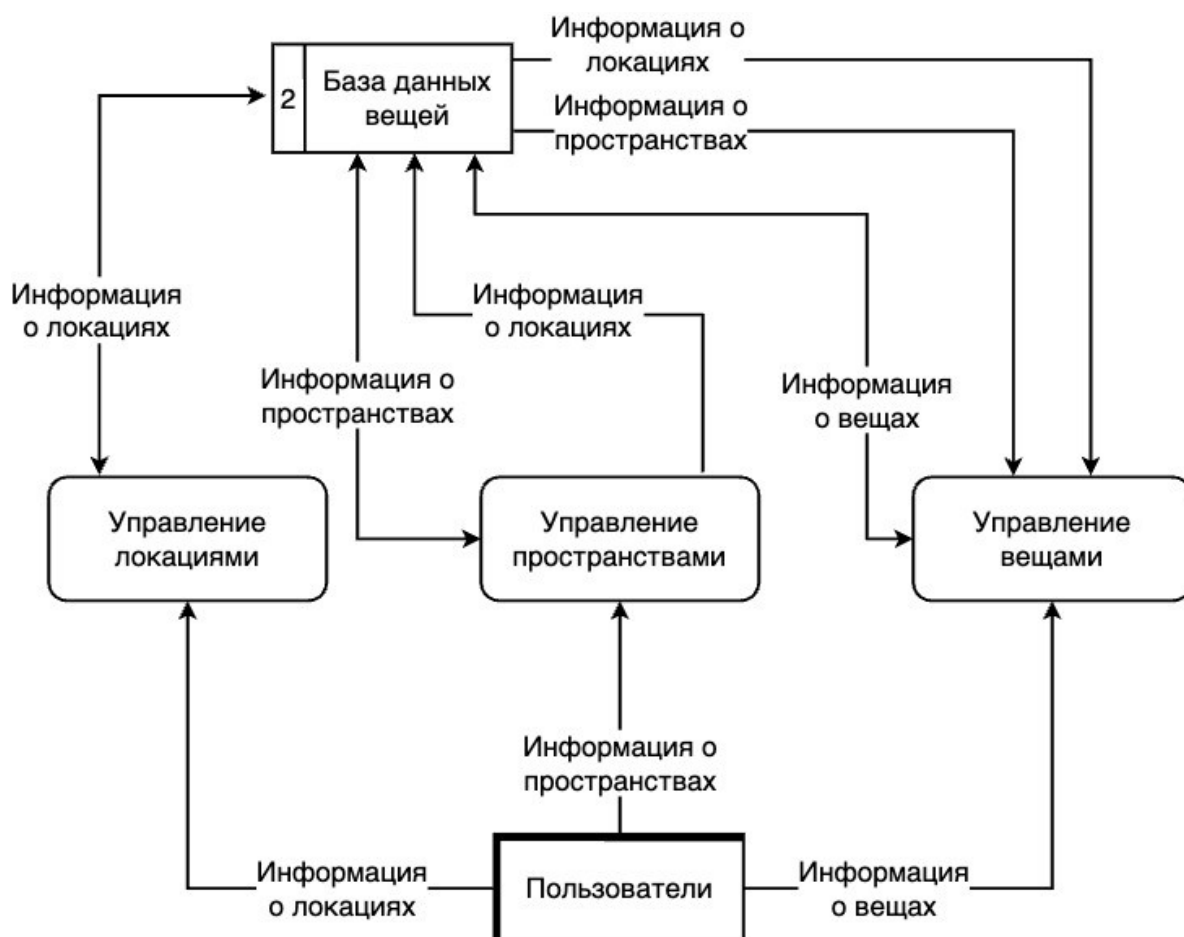 Информация о
локациях
2
База данных
вещей
Информация о
пространствах
Информация
о локациях
Информация
о локациях
Информация о
пространствах
Информация
о вещах
Управление
локациями
Управление
пространствами
Управление
вещами
Информация о
пространствах
Информация
о локациях
Пользователи
Информация
о вещах